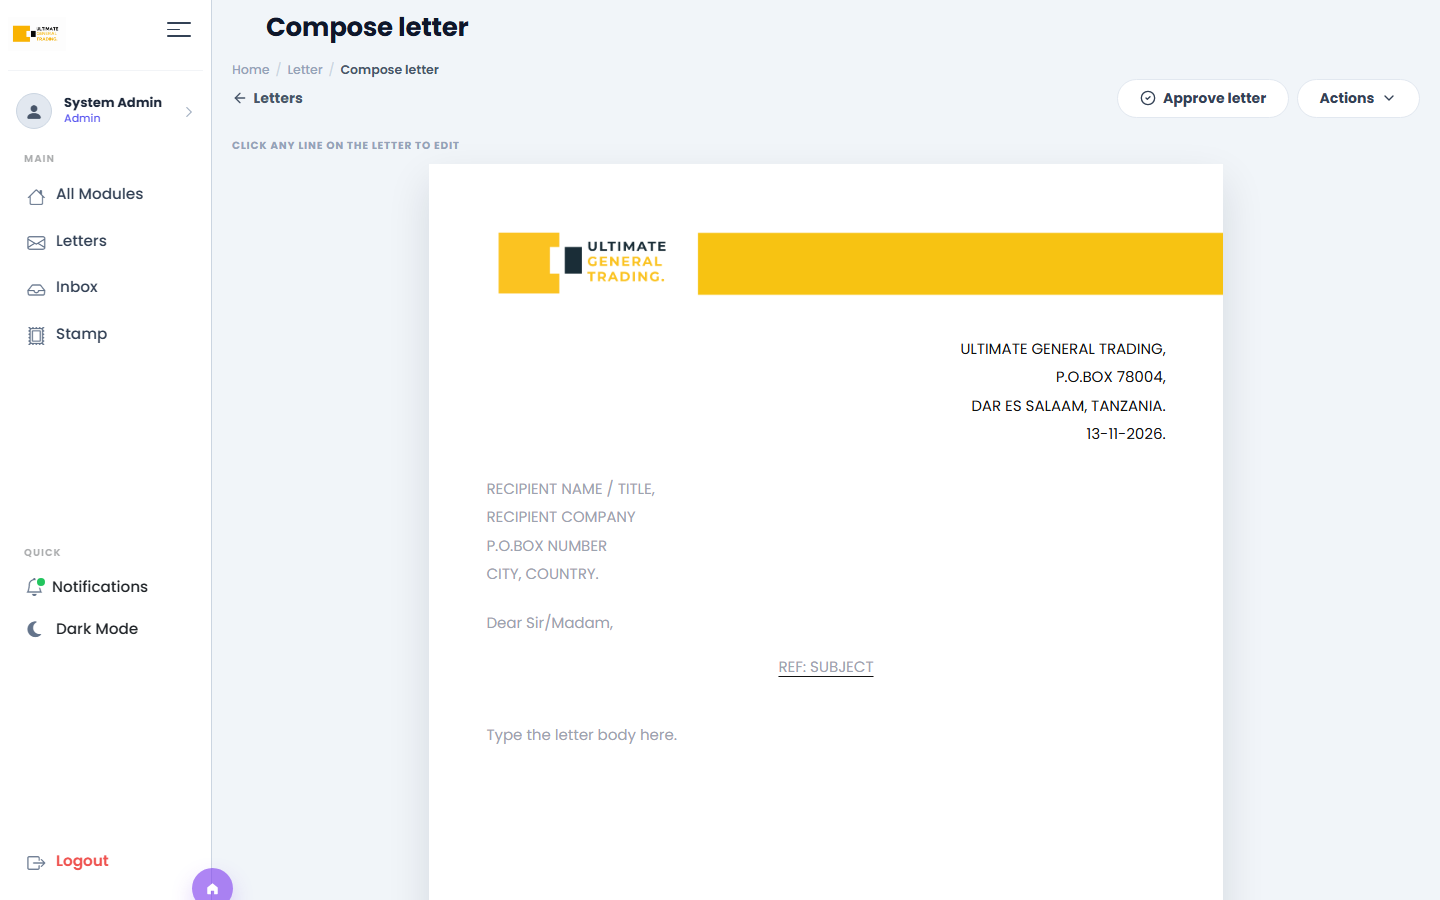 ULTIMATE
GENERAL
TRADING.
System Admin
Admin
MAIN
All Modules
Letters
Inbox
Stamp
QUICK
Notifications
Dark Mode
Logout
Compose letter
Home / Letter / Compose letter
Letters
Approve letter
Actions
CLICK ANY LINE ON THE LETTER TO EDIT
ULTIMATE
GENERAL
TRADING.
ULTIMATE GENERAL TRADING,
P.O.BOX 78004,
DAR ES SALAAM, TANZANIA.
13-11-2026.
RECIPIENT NAME / TITLE,
RECIPIENT COMPANY
P.O.BOX NUMBER
CITY, COUNTRY.
Dear Sir/Madam,
REF: SUBJECT
Type the letter body here.